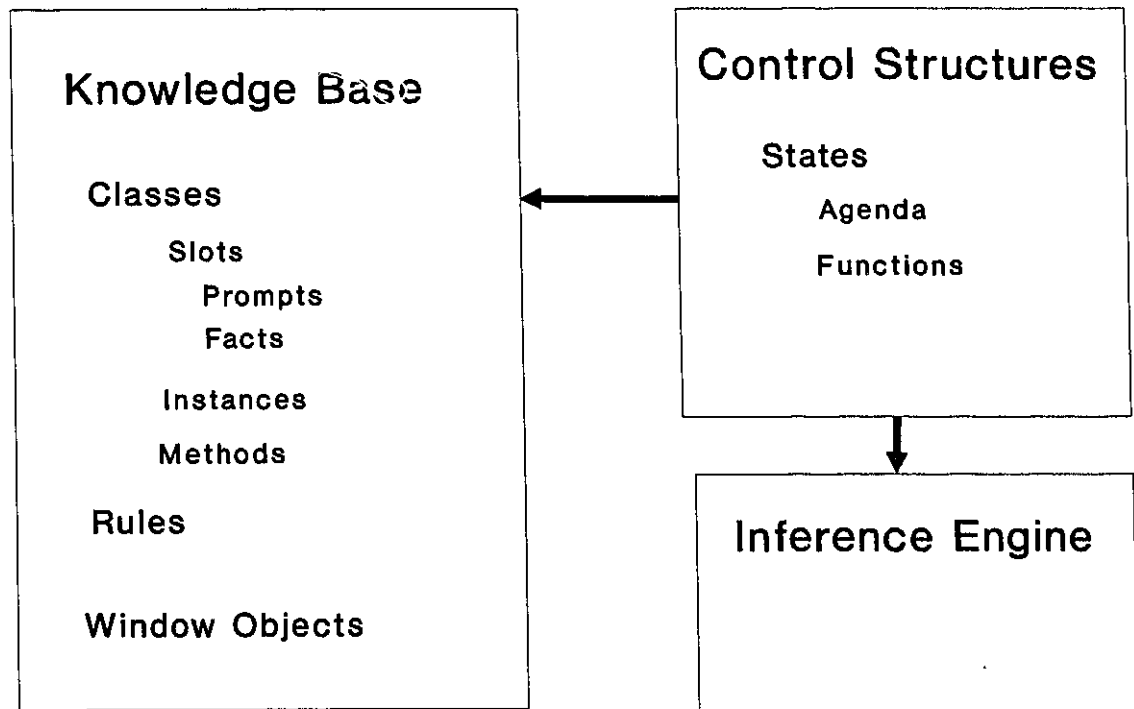 Knowledge Base
Classes
Slots
Prompts
Facts
Instances
Methods
Rules
Window Objects
Control Structures
States
Agenda
Functions
Inference Engine